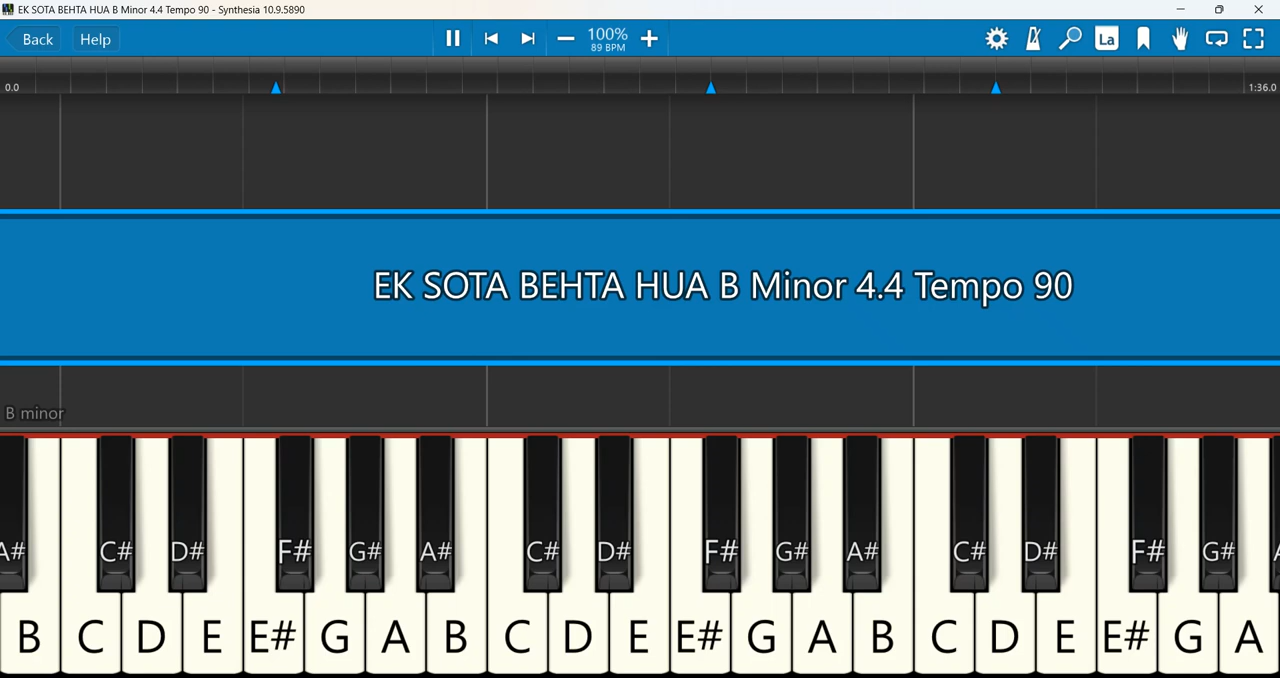 EK SOTA BEHTA HUA B Minor 4.4 Tempo 90 - Synthesia 10.9.5890
Back Help 100% La
89 BPM
0.0 1:36.0
EK SOTA BEHTA HUA B Minor 4.4 Tempo 90
B minor
A# C# D# F# G# A# C# D# F# G# A# C# D# F# G#
B C D E E# G A B C D E E# G A B C D E E# G A